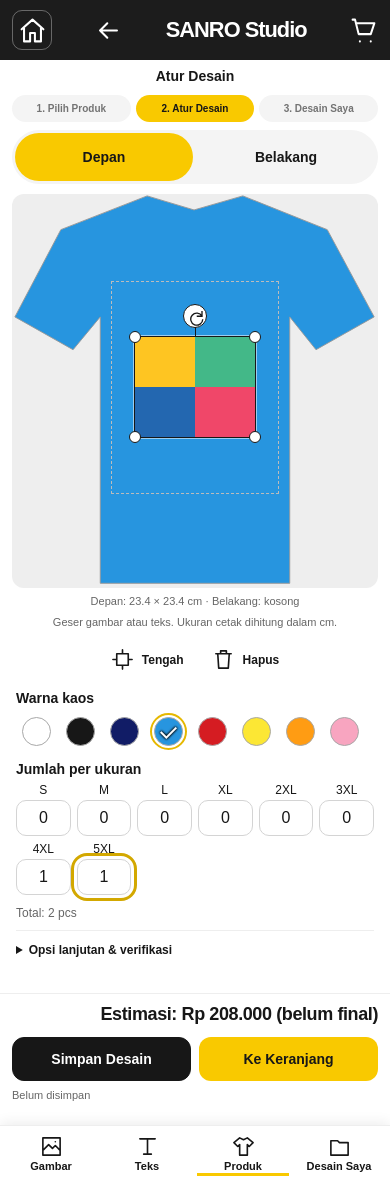 SANRO Studio
Atur Desain
1. Pilih Produk 2. Atur Desain 3. Desain Saya
Depan Belakang
Depan: 23.4 × 23.4 cm · Belakang: kosong
Geser gambar atau teks. Ukuran cetak dihitung dalam cm.
Tengah Hapus
Warna kaos
Jumlah per ukuran
S M L XL 2XL 3XL
0 0 0 0 0 0
4XL 5XL
1 1
Total: 2 pcs
Opsi lanjutan & verifikasi
Estimasi: Rp 208.000 (belum final)
Simpan Desain Ke Keranjang
Belum disimpan
Gambar Teks Produk Desain Saya